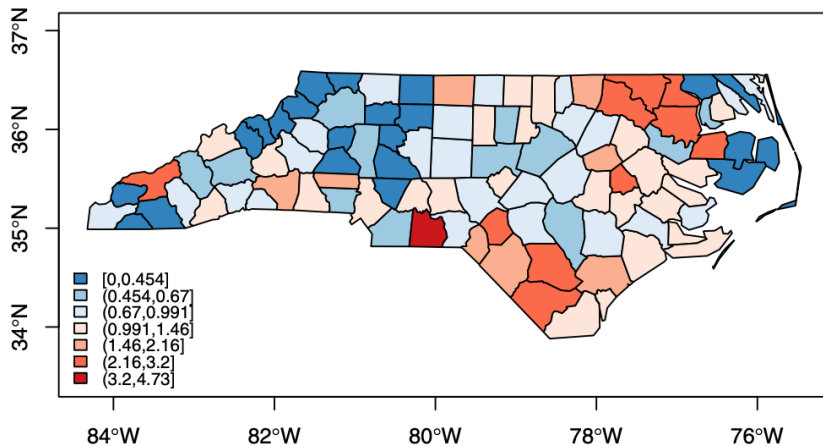 37°N
36°N
35°N
34°N
[0,0.454]
(0.454,0.67]
(0.67,0.991]
(0.991,1.46]
(1.46,2.16]
(2.16,3.2]
(3.2,4.73]
84°W 82°W 80°W 78°W 76°W